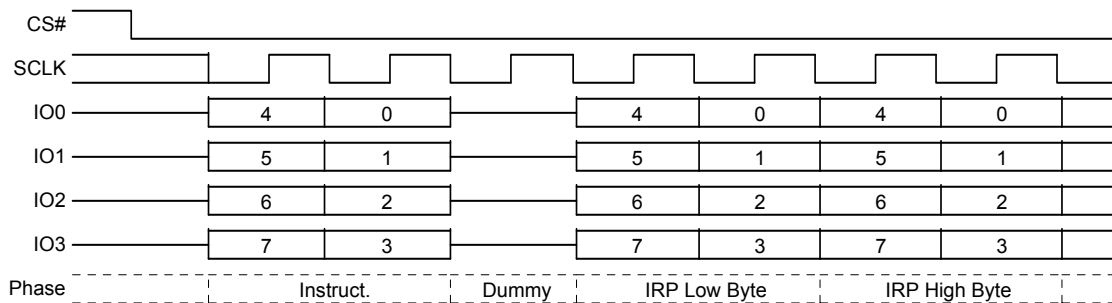 CS#
SCLK
IO0 4 0 4 0 4 0
IO1 5 1 5 1 5 1
IO2 6 2 6 2 6 2
IO3 7 3 7 3 7 3
Phase Instruct. Dummy IRP Low Byte IRP High Byte